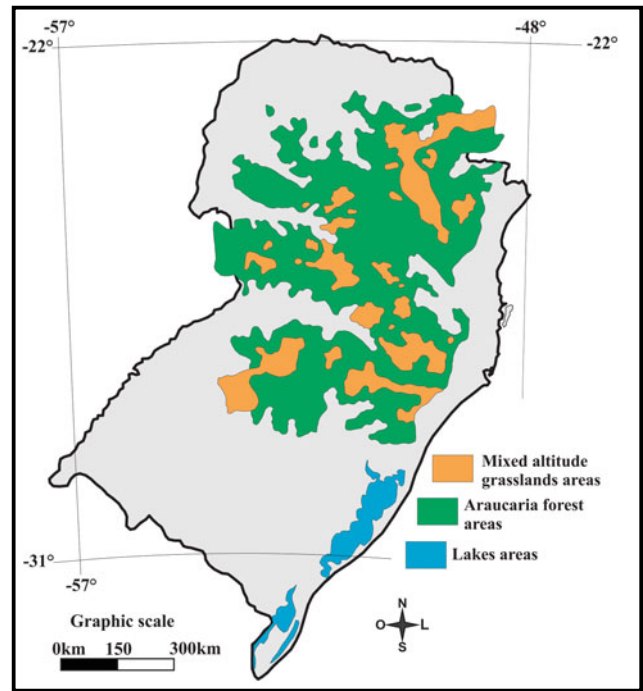 -57°
-48°
-22°
-22°
Mixed altitude
grasslands areas
Araucaria forest
areas
Lakes areas
-31°
-57°
Graphic scale
0km 150 300km
N
O L
S